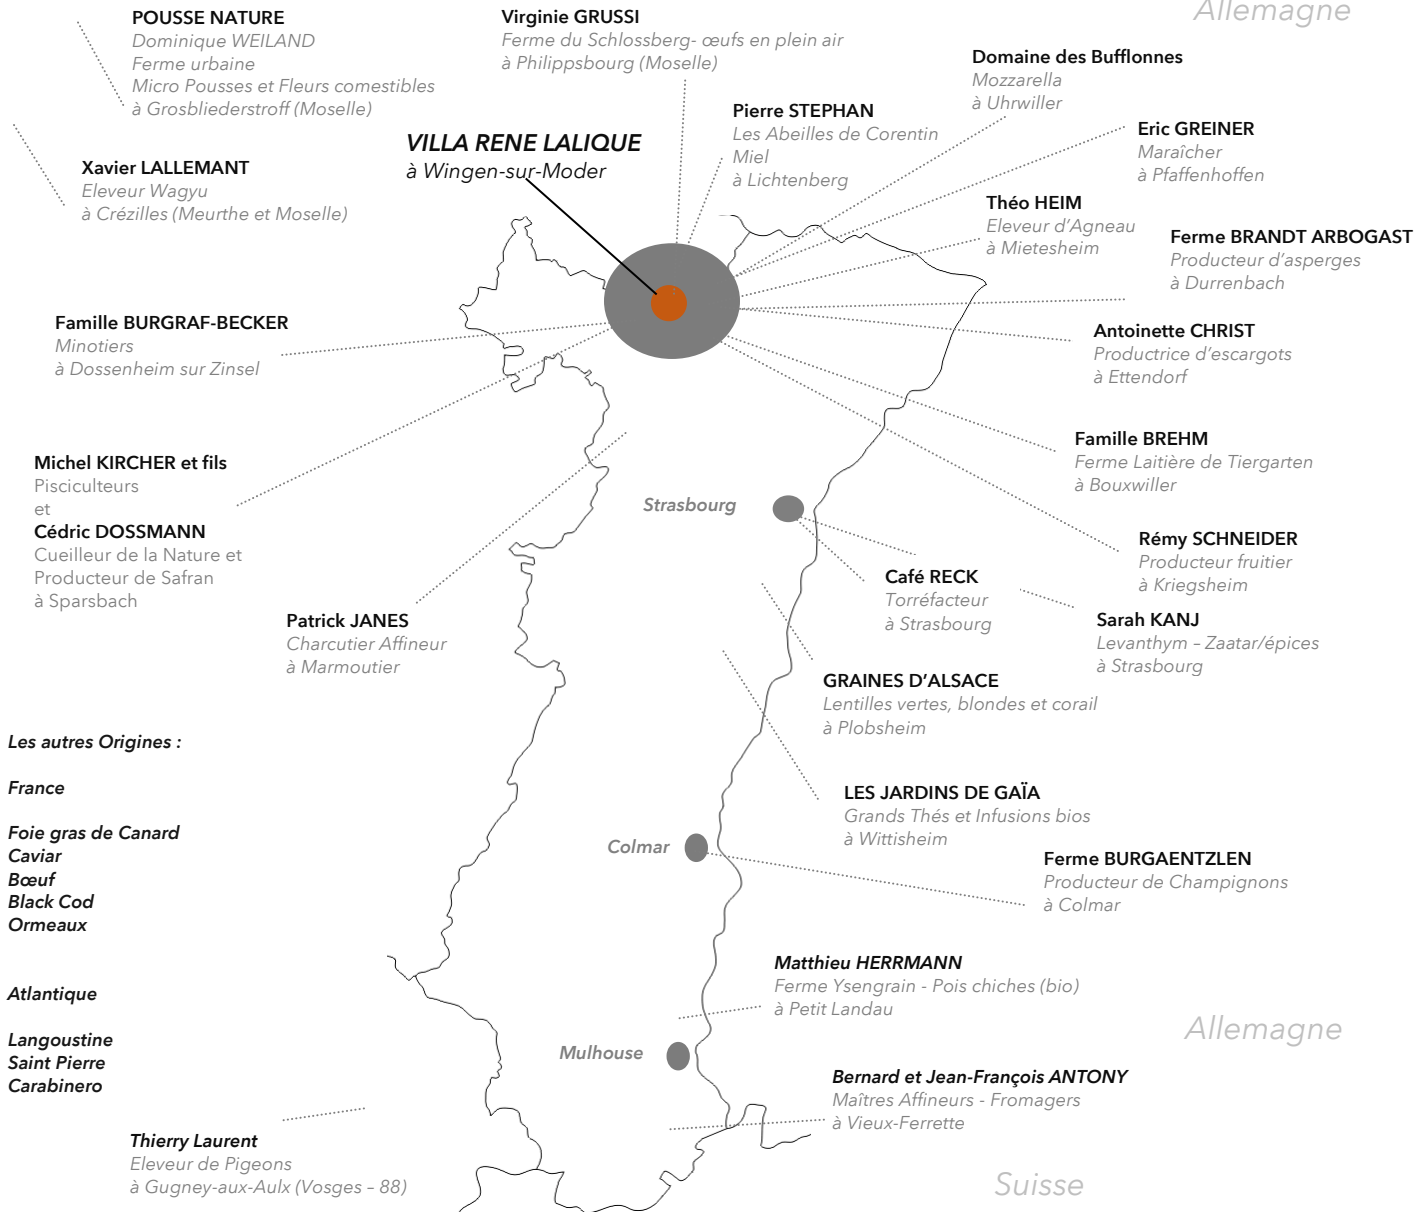 Allemagne
POUSSE NATURE
Dominique WEILAND
Ferme urbaine
Micro Pousses et Fleurs comestibles
à Grosbliederstroff (Moselle)
Virginie GRUSSI
Ferme du Schlossberg- œufs en plein air
à Philippsbourg (Moselle)
Domaine des Bufflonnes
Mozzarella
à Uhrwiller
Pierre STEPHAN
Les Abeilles de Corentin
Miel
à Lichtenberg
Eric GREINER
Maraîcher
à Pfaffenhoffen
VILLA RENE LALIQUE
à Wingen-sur-Moder
Xavier LALLEMANT
Eleveur Wagyu
à Crézilles (Meurthe et Moselle)
Théo HEIM
Eleveur d’Agneau
à Mietesheim
Ferme BRANDT ARBOGAST
Producteur d’asperges
à Durrenbach
Famille BURGRAF-BECKER
Minotiers
à Dossenheim sur Zinsel
Antoinette CHRIST
Productrice d’escargots
à Ettendorf
Famille BREHM
Ferme Laitière de Tiergarten
à Bouxwiller
Michel KIRCHER et fils
Pisciculteurs
et
Cédric DOSSMANN
Cueilleur de la Nature et
Producteur de Safran
à Sparsbach
Strasbourg
Rémy SCHNEIDER
Producteur fruitier
à Kriegsheim
Café RECK
Torréfacteur
à Strasbourg
Patrick JANES
Charcutier Affineur
à Marmoutier
Sarah KANJ
Levanthym – Zaatar/épices
à Strasbourg
GRAINES D’ALSACE
Lentilles vertes, blondes et corail
à Plobsheim
Les autres Origines :
France
Foie gras de Canard
Caviar
Bœuf
Black Cod
Ormeaux
Atlantique
Langoustine
Saint Pierre
Carabinero
LES JARDINS DE GAÏA
Grands Thés et Infusions bios
à Wittisheim
Colmar
Ferme BURGAENTZLEN
Producteur de Champignons
à Colmar
Matthieu HERRMANN
Ferme Ysengrain - Pois chiches (bio)
à Petit Landau
Allemagne
Mulhouse
Bernard et Jean-François ANTONY
Maîtres Affineurs - Fromagers
à Vieux-Ferrette
Thierry Laurent
Eleveur de Pigeons
à Gugney-aux-Aulx (Vosges – 88)
Suisse